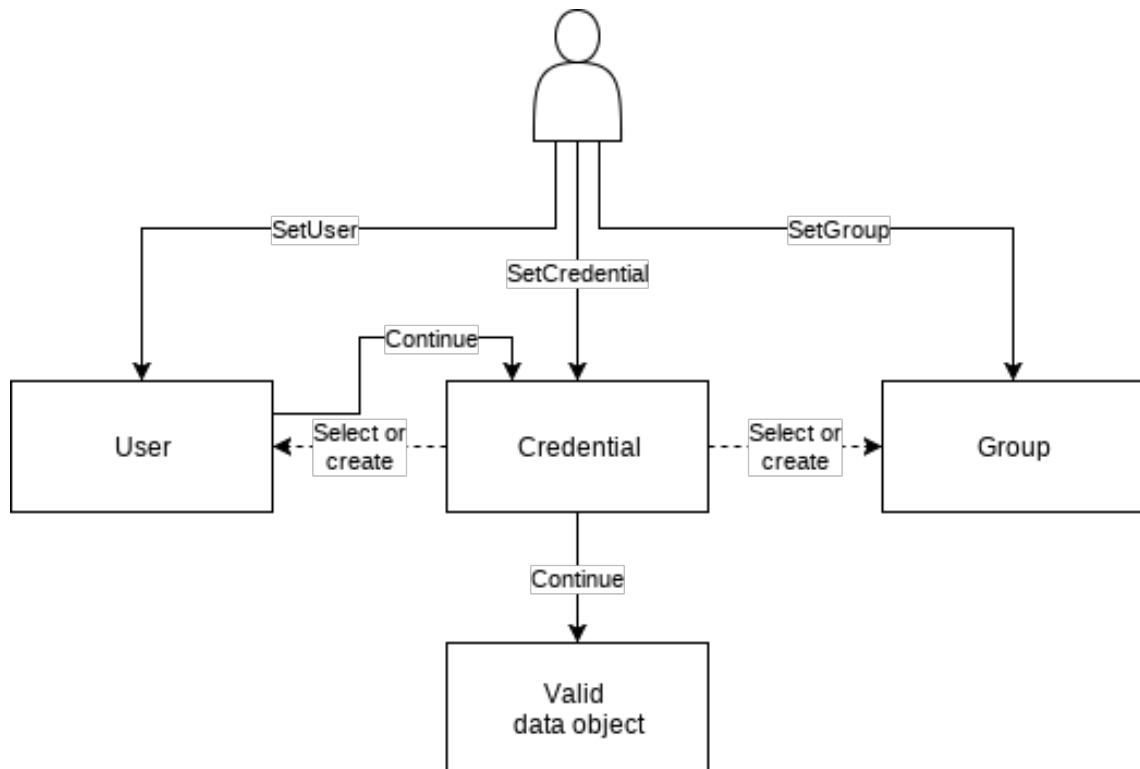 SetUser
SetGroup
SetCredential
Continue
User
Select or
create
Credential
Select or
create
Group
Continue
Valid
data object